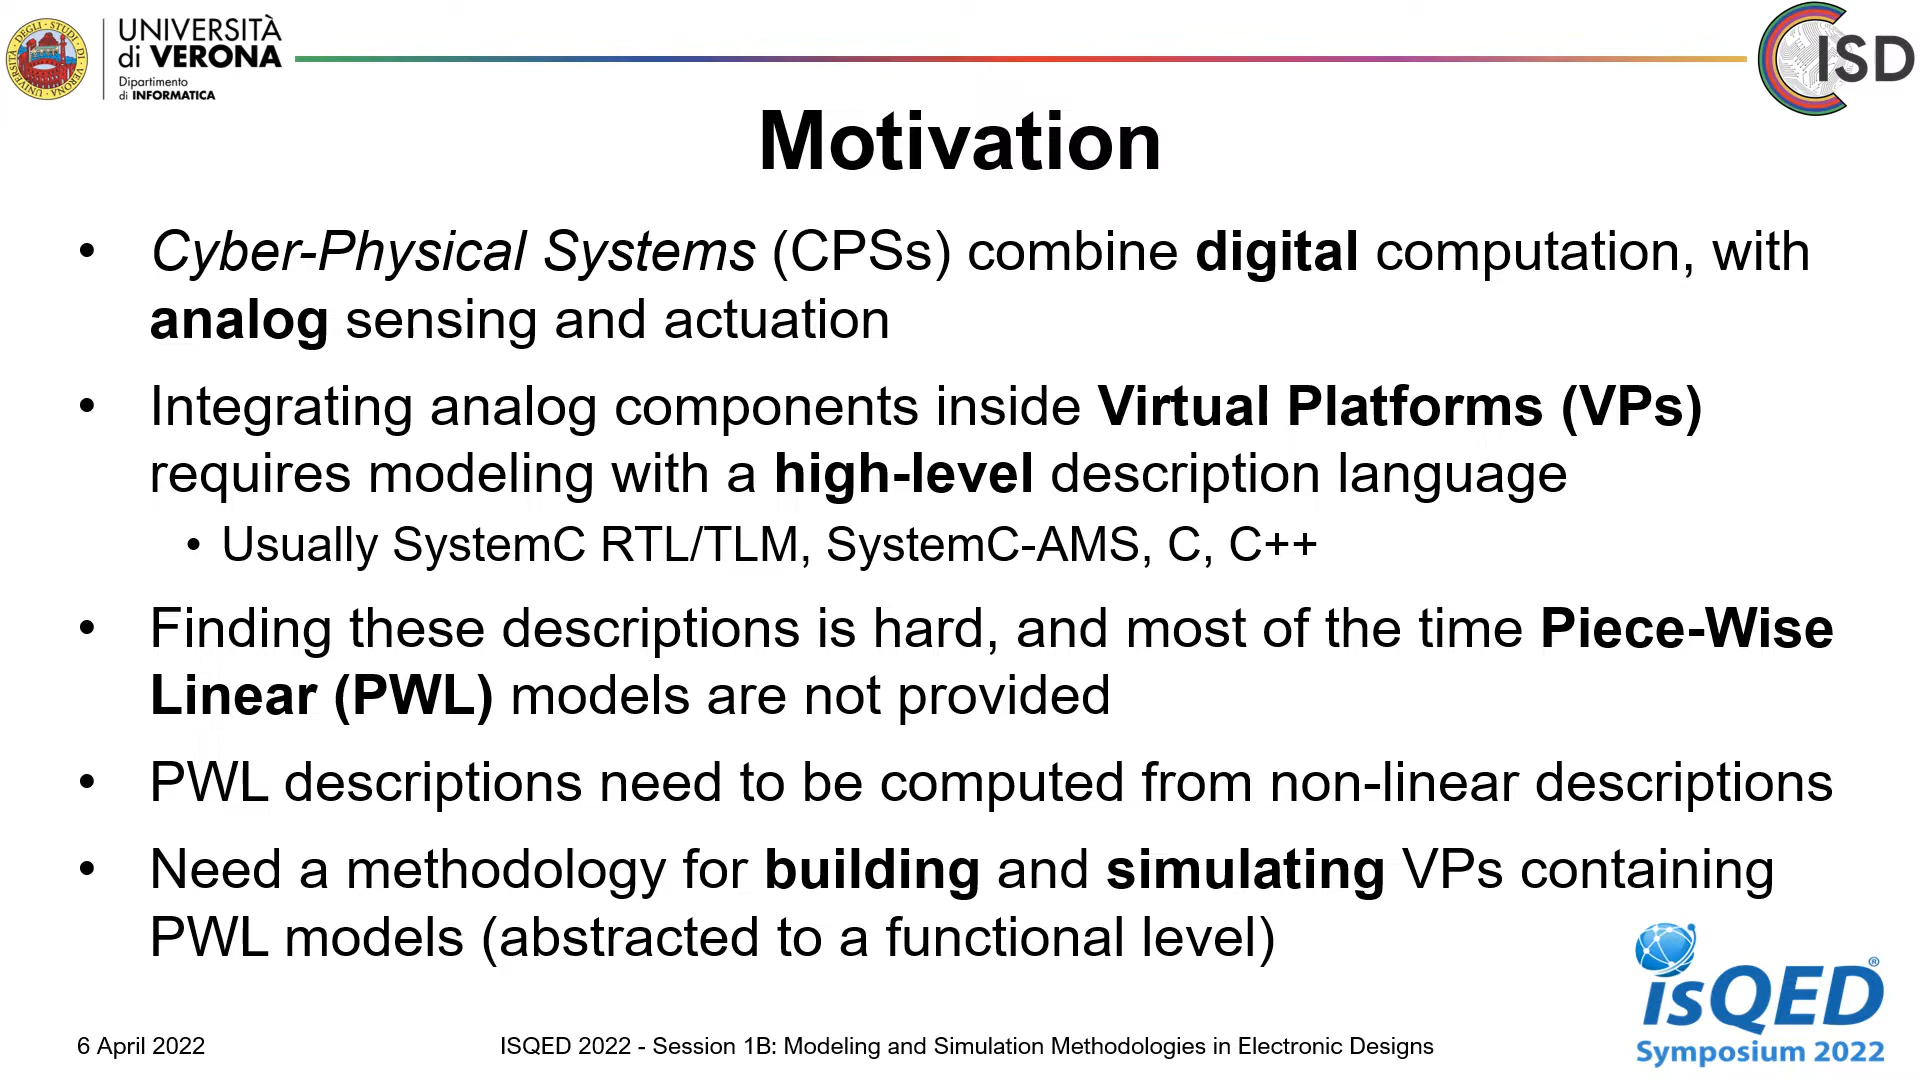 UNIVERSITÀ
di VERONA
Dipartimento
di INFORMATICA
ISD
Motivation
• Cyber-Physical Systems (CPSs) combine digital computation, with
analog sensing and actuation
• Integrating analog components inside Virtual Platforms (VPs)
requires modeling with a high-level description language
• Usually SystemC RTL/TLM, SystemC-AMS, C, C++
• Finding these descriptions is hard, and most of the time Piece-Wise
Linear (PWL) models are not provided
• PWL descriptions need to be computed from non-linear descriptions
• Need a methodology for building and simulating VPs containing
PWL models (abstracted to a functional level)
isQED®
Symposium 2022
6 April 2022
ISQED 2022 - Session 1B: Modeling and Simulation Methodologies in Electronic Designs